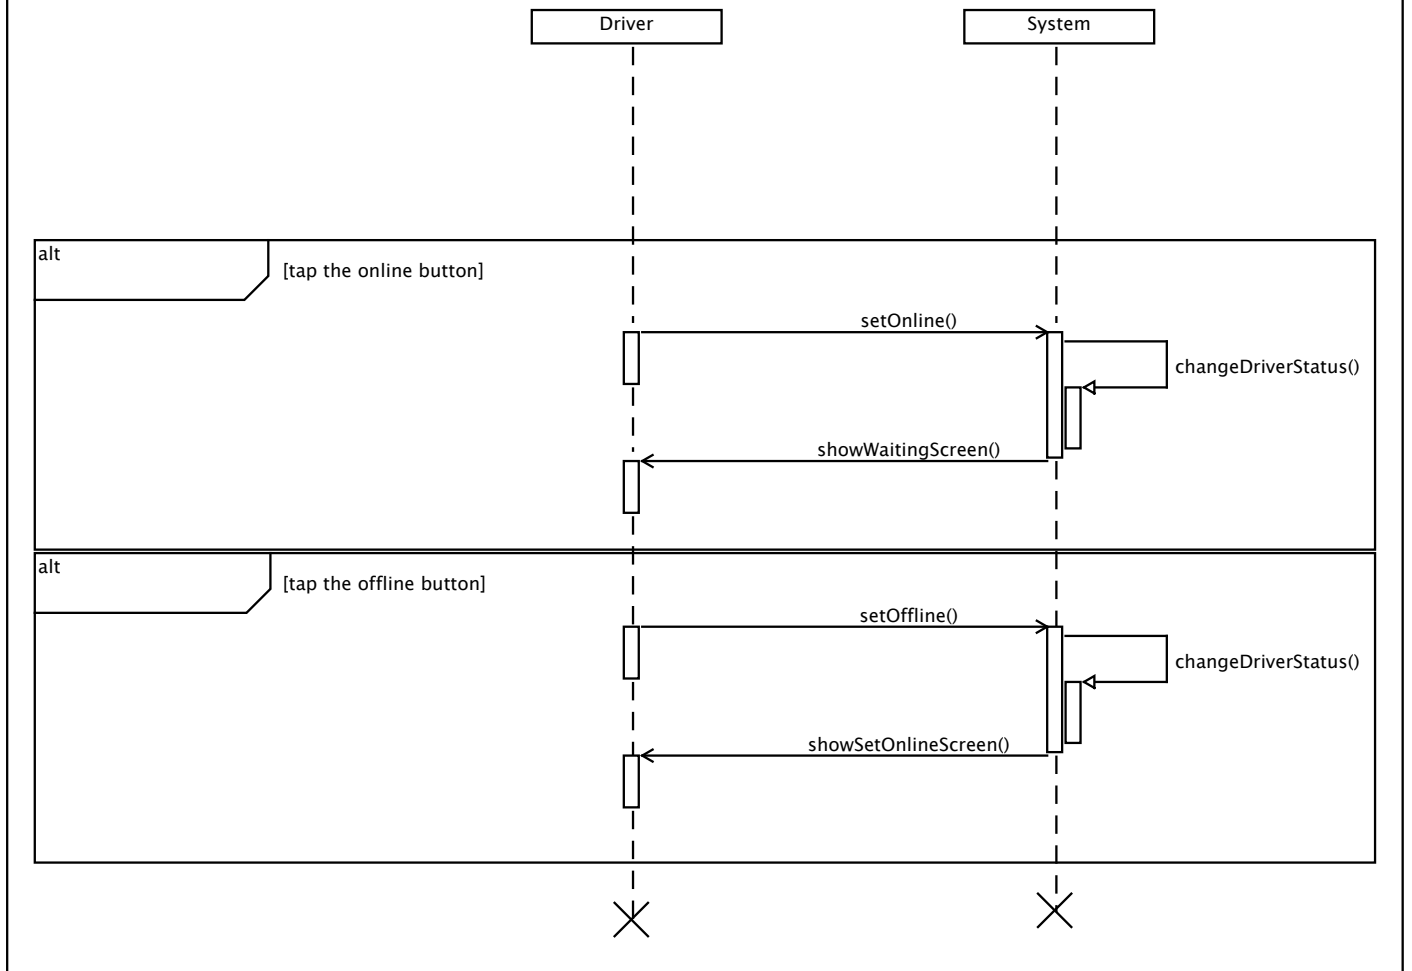 Driver
System
alt
[tap the online button]
setOnline()
changeDriverStatus()
showWaitingScreen()
alt
[tap the offline button]
setOffline()
changeDriverStatus()
showSetOnlineScreen()